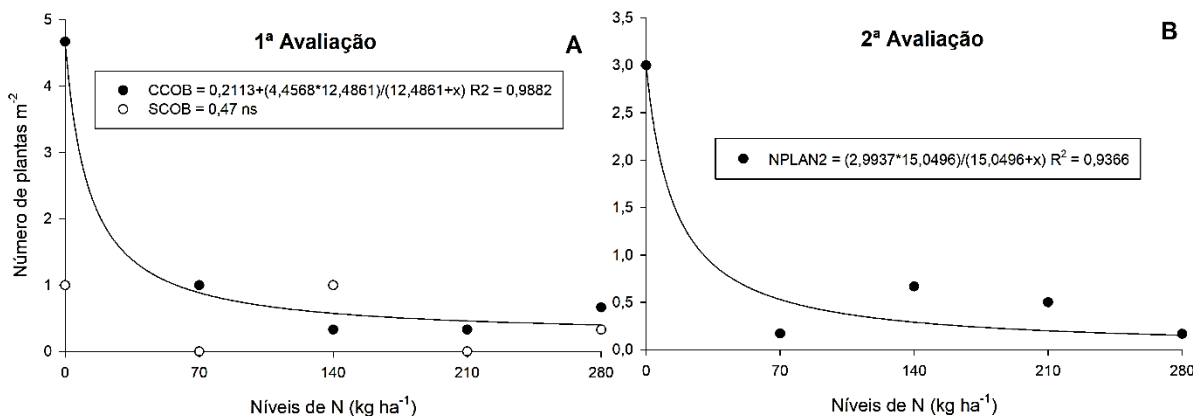 1ª Avaliação
A
CCOB = 0,2113+(4,4568*12,4861)/(12,4861+x) R2 = 0,9882
SCOB = 0,47 ns
Número de plantas m⁻²
5
4
3
2
1
0
0 70 140 210 280
Níveis de N (kg ha⁻¹)
2ª Avaliação
B
NPLAN2 = (2,9937*15,0496)/(15,0496+x) R² = 0,9366
3,5
3,0
2,5
2,0
1,5
1,0
0,5
0,0
0 70 140 210 280
Níveis de N (kg ha⁻¹)